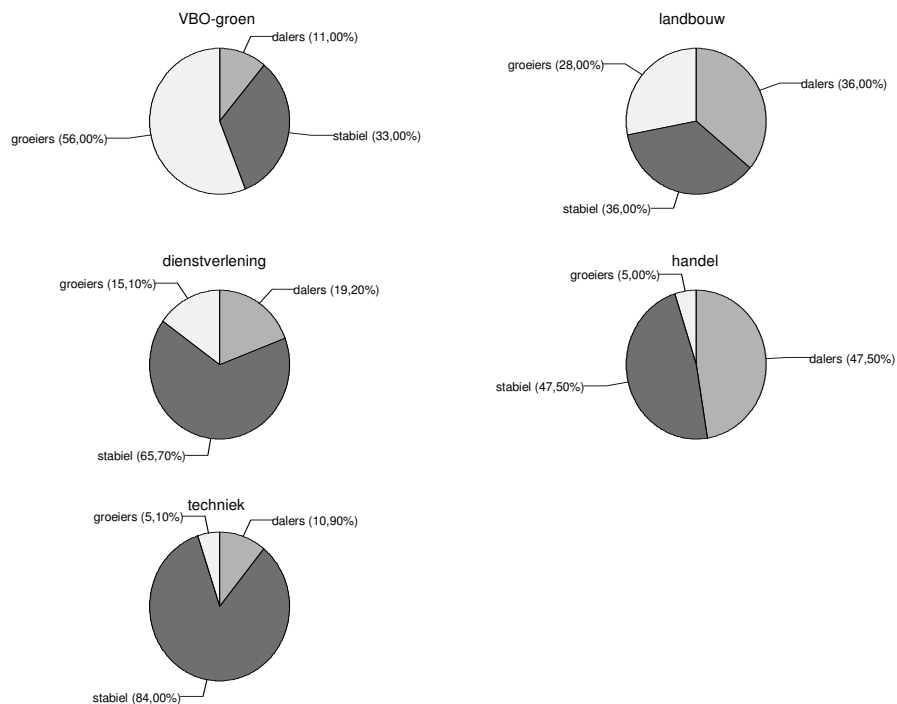 VBO-groen
dalers (11,00%)
groeiers (56,00%)
stabiel (33,00%)
landbouw
groeiers (28,00%)
dalers (36,00%)
stabiel (36,00%)
dienstverlening
groeiers (15,10%)
dalers (19,20%)
stabiel (65,70%)
handel
groeiers (5,00%)
dalers (47,50%)
stabiel (47,50%)
techniek
groeiers (5,10%)
dalers (10,90%)
stabiel (84,00%)